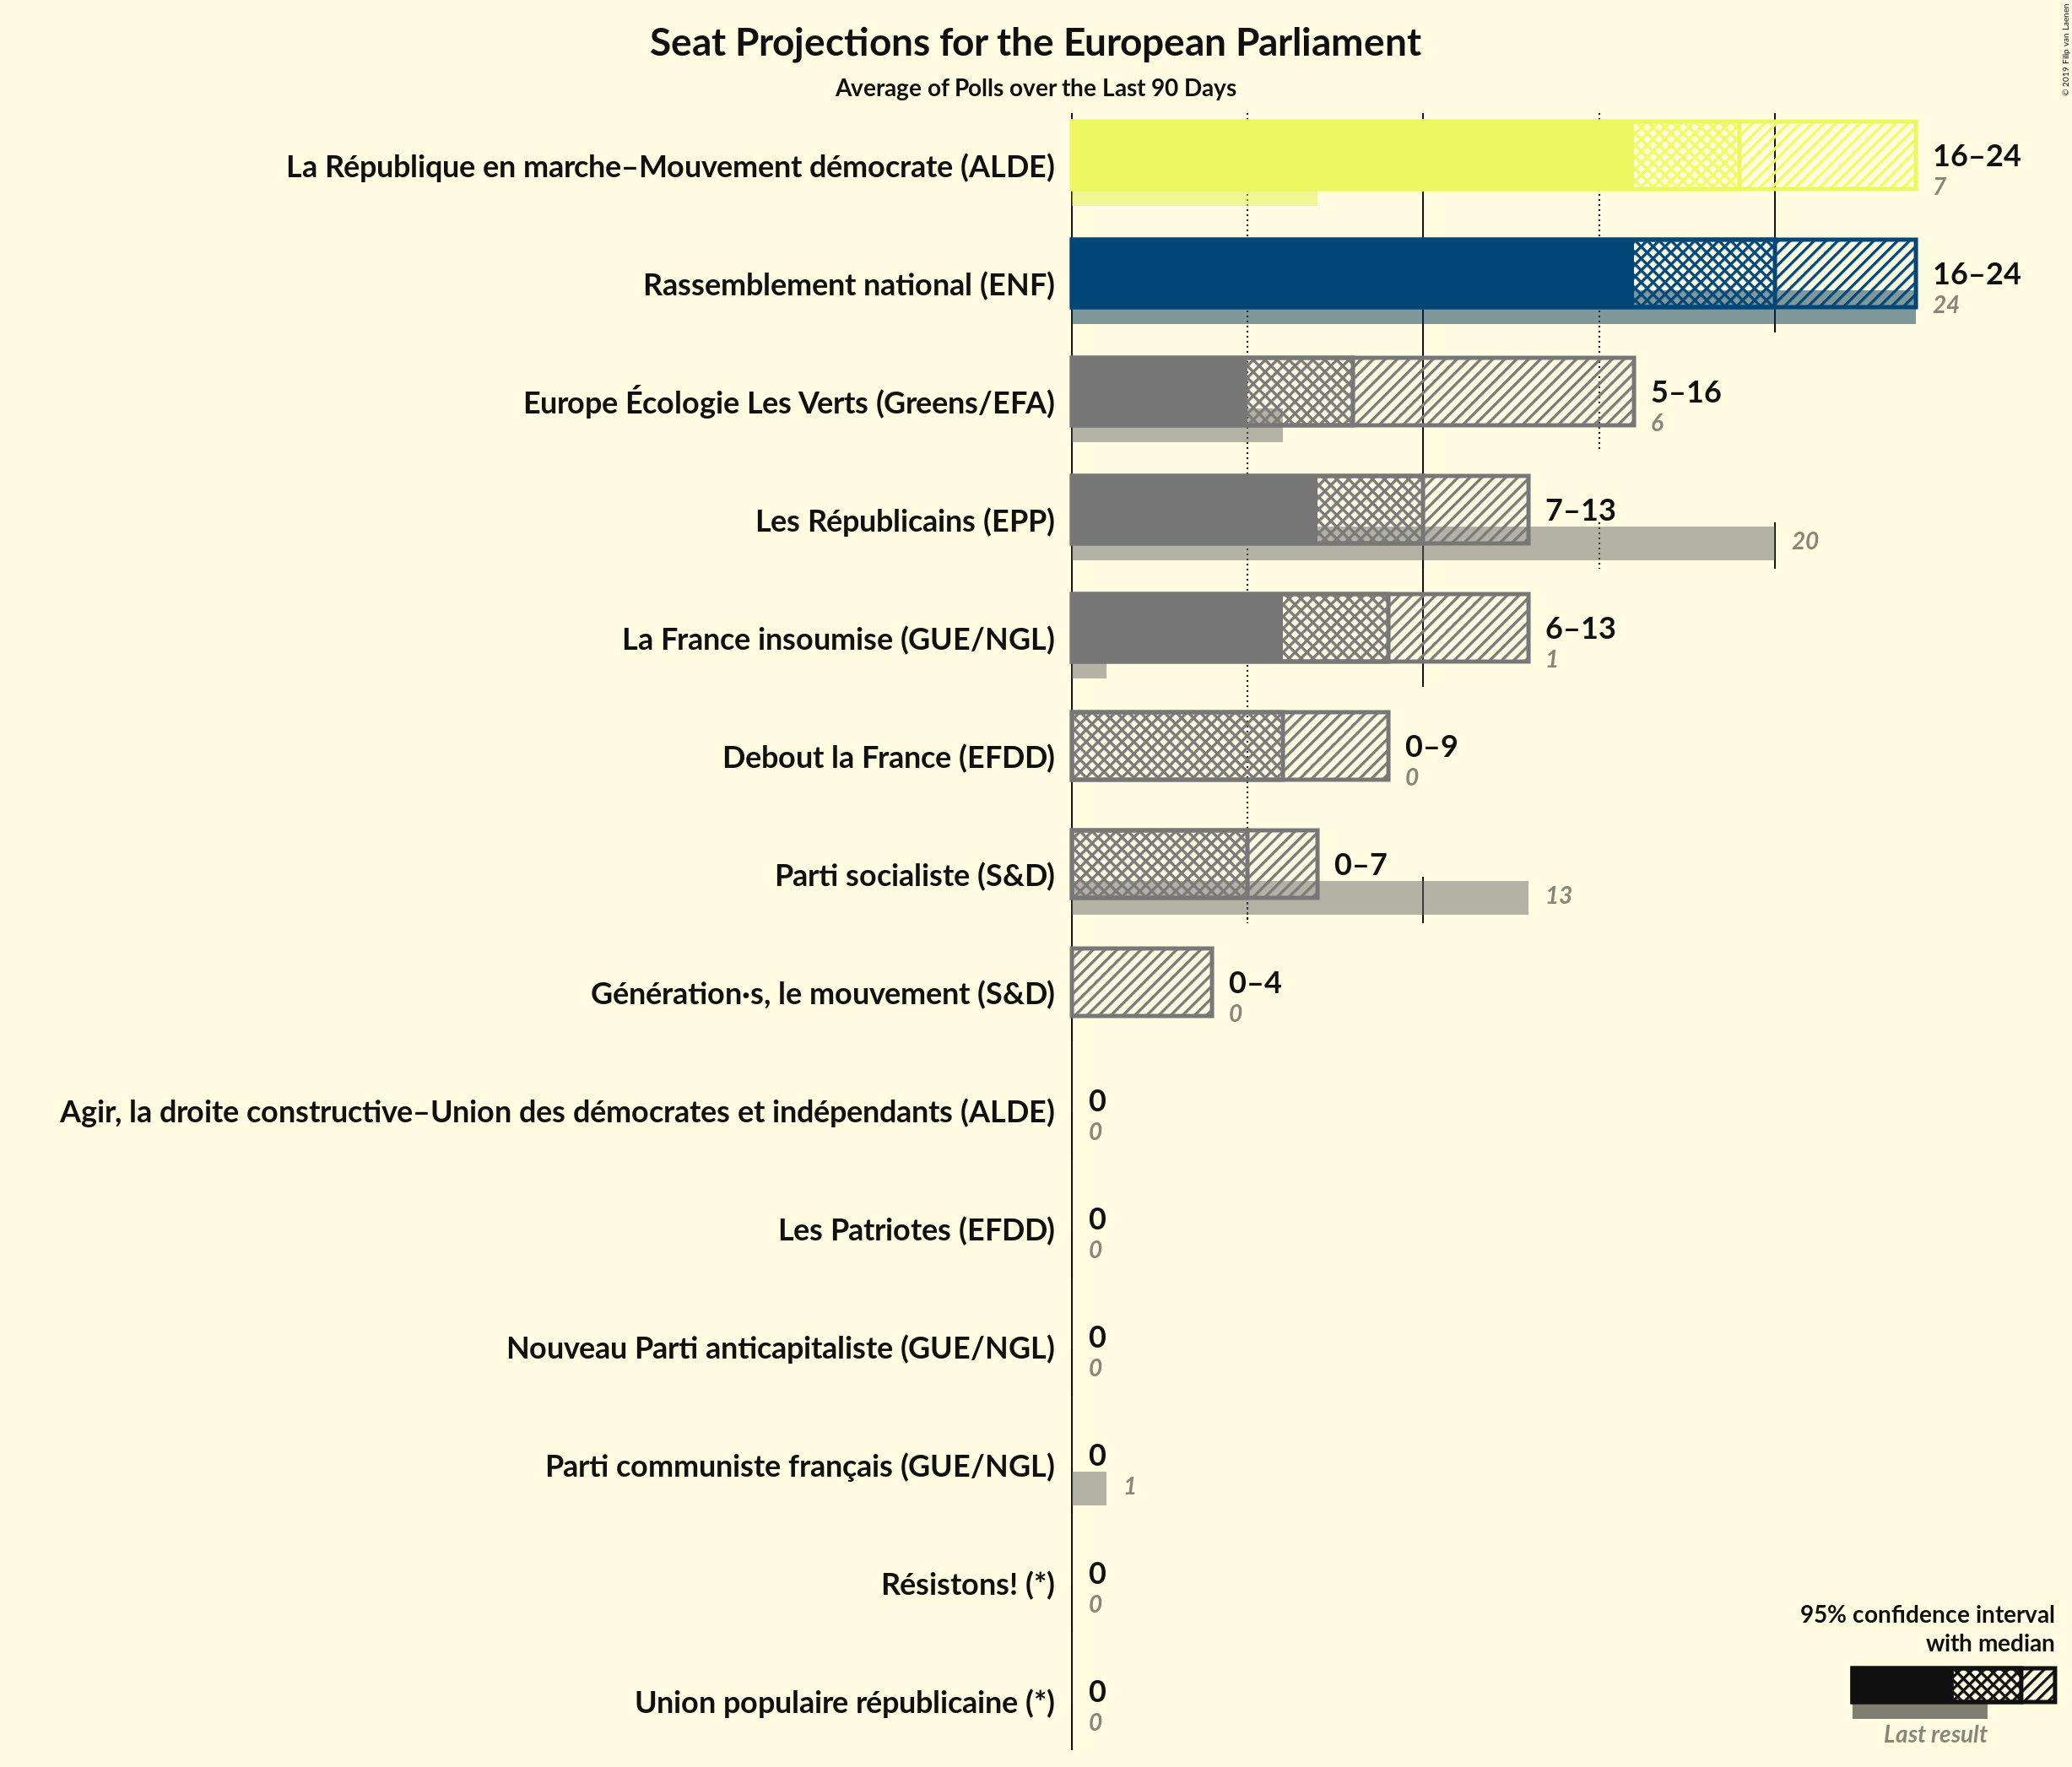 Seat Projections for the European Parliament
Average of Polls over the Last 90 Days
© 2019 Filip van Laenen
La République en marche–Mouvement démocrate (ALDE)
16–24
7
Rassemblement national (ENF)
16–24
24
Europe Écologie Les Verts (Greens/EFA)
5–16
6
Les Républicains (EPP)
7–13
20
La France insoumise (GUE/NGL)
6–13
1
Debout la France (EFDD)
0–9
0
Parti socialiste (S&D)
0–7
13
Génération·s, le mouvement (S&D)
0–4
0
Agir, la droite constructive–Union des démocrates et indépendants (ALDE)
0
0
Les Patriotes (EFDD)
0
0
Nouveau Parti anticapitaliste (GUE/NGL)
0
0
Parti communiste français (GUE/NGL)
0
1
Résistons! (*)
0
0
Union populaire républicaine (*)
0
0
95% confidence interval
with median
Last result